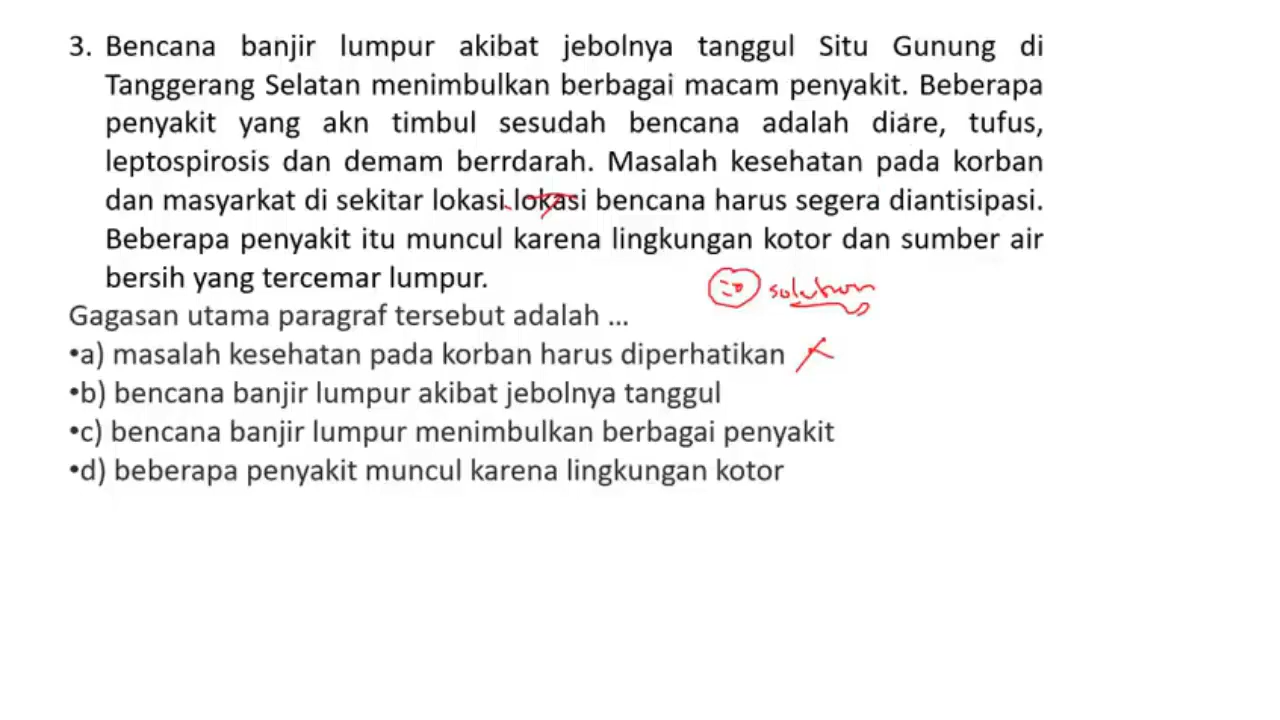 3. Bencana banjir lumpur akibat jebolnya tanggul Situ Gunung di
Tanggerang Selatan menimbulkan berbagai macam penyakit. Beberapa
penyakit yang akn timbul sesudah bencana adalah diare, tufus,
leptospirosis dan demam berrdarah. Masalah kesehatan pada korban
dan masyarkat di sekitar lokasi lokasi bencana harus segera diantisipasi.
Beberapa penyakit itu muncul karena lingkungan kotor dan sumber air
bersih yang tercemar lumpur.
solution
Gagasan utama paragraf tersebut adalah ...
•a) masalah kesehatan pada korban harus diperhatikan
•b) bencana banjir lumpur akibat jebolnya tanggul
•c) bencana banjir lumpur menimbulkan berbagai penyakit
•d) beberapa penyakit muncul karena lingkungan kotor